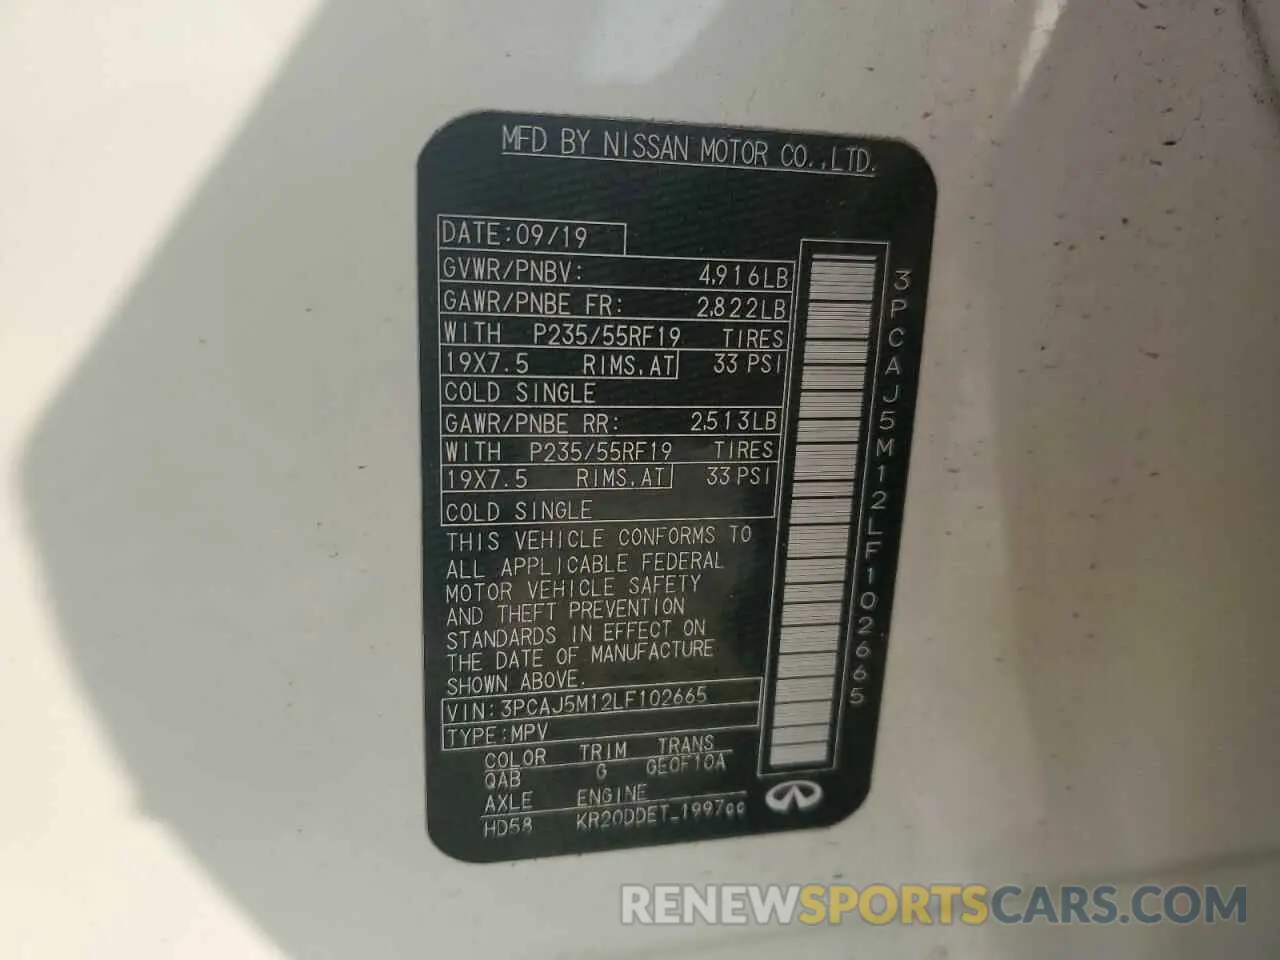 MFD BY NISSAN MOTOR CO.,LTD.
DATE:09/19
GVWR/PNBV: 4,916LB
GAWR/PNBE FR: 2,822LB
WITH P235/55RF19 TIRES
19X7.5 RIMS,AT 33 PSI
COLD SINGLE
GAWR/PNBE RR: 2,513LB
WITH P235/55RF19 TIRES
19X7.5 RIMS,AT 33 PSI
COLD SINGLE
THIS VEHICLE CONFORMS TO
ALL APPLICABLE FEDERAL
MOTOR VEHICLE SAFETY
AND THEFT PREVENTION
STANDARDS IN EFFECT ON
THE DATE OF MANUFACTURE
SHOWN ABOVE.
VIN:3PCAJ5M12LF102665
TYPE:MPV
COLOR TRIM TRANS
QAB G GE0F10A
AXLE ENGINE
HD58 KR20DDET_1997cc
3PCAJ5M12LF102665
RENEWSPORTSCARS.COM